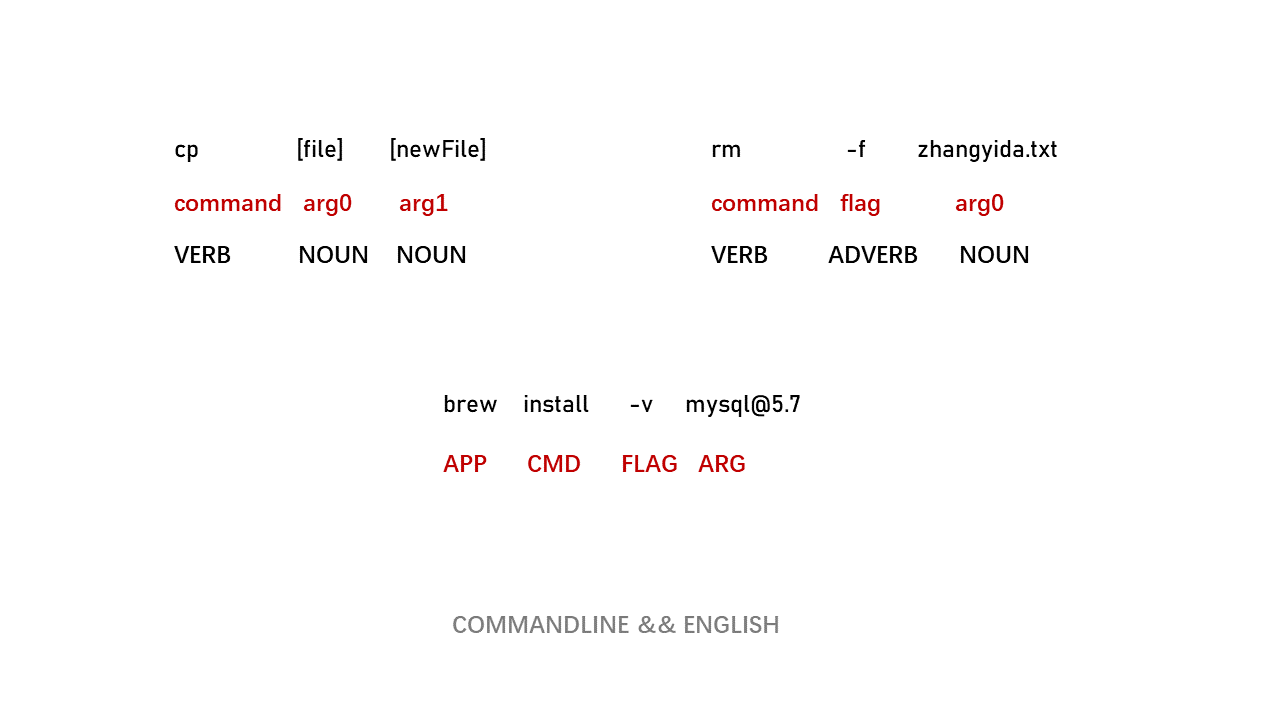 cp [file] [newFile]
command arg0 arg1
VERB NOUN NOUN
rm -f zhangyida.txt
command flag arg0
VERB ADVERB NOUN
brew install -v mysql@5.7
APP CMD FLAG ARG
COMMANDLINE && ENGLISH